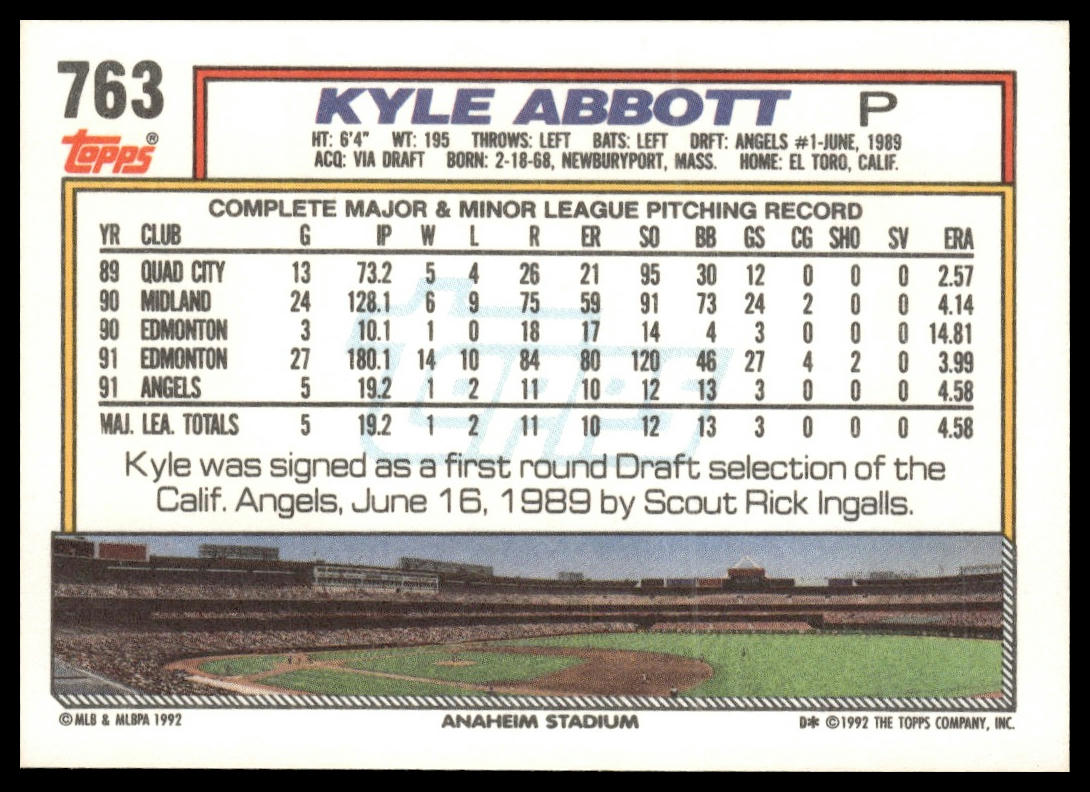 763
Topps®
KYLE ABBOTT P
HT: 6'4" WT: 195 THROWS: LEFT BATS: LEFT DRFT: ANGELS #1-JUNE, 1989
ACQ: VIA DRAFT BORN: 2-18-68, NEWBURYPORT, MASS. HOME: EL TORO, CALIF.
COMPLETE MAJOR & MINOR LEAGUE PITCHING RECORD
YR CLUB G IP W L R ER SO BB GS CG SHO SV ERA
89 QUAD CITY 13 73.2 5 4 26 21 95 30 12 0 0 0 2.57
90 MIDLAND 24 128.1 6 9 75 59 91 73 24 2 0 0 4.14
90 EDMONTON 3 10.1 1 0 18 17 14 4 3 0 0 0 14.81
91 EDMONTON 27 180.1 14 10 84 80 120 46 27 4 2 0 3.99
91 ANGELS 5 19.2 1 2 11 10 12 13 3 0 0 0 4.58
MAJ. LEA. TOTALS 5 19.2 1 2 11 10 12 13 3 0 0 0 4.58
Topps
Kyle was signed as a first round Draft selection of the
Calif. Angels, June 16, 1989 by Scout Rick Ingalls.
© MLB & MLBPA 1992 ANAHEIM STADIUM D* © 1992 THE TOPPS COMPANY, INC.